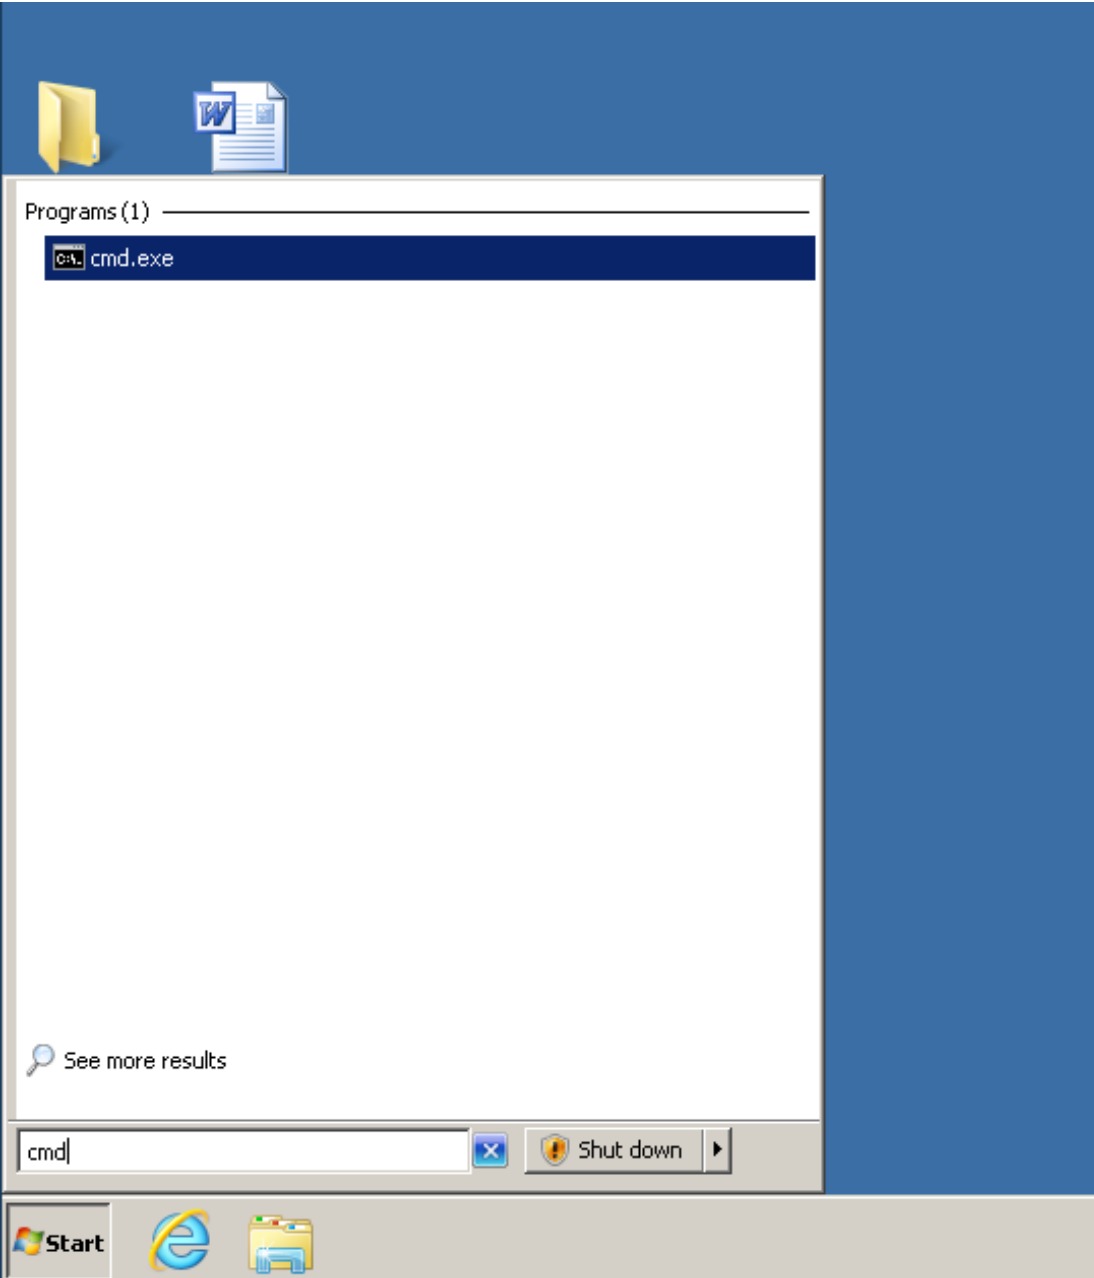 W
Programs (1)
C:\. cmd.exe
See more results
cmd
Shut down
Start